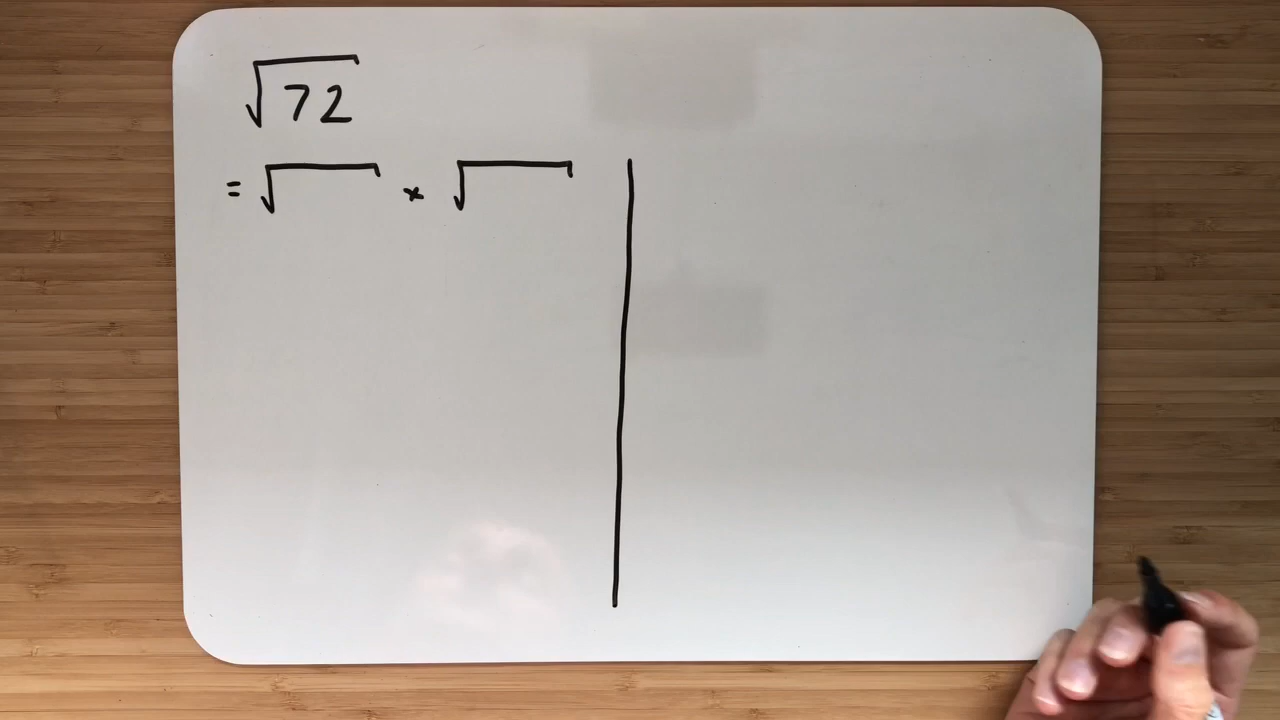 √72
= √ × √